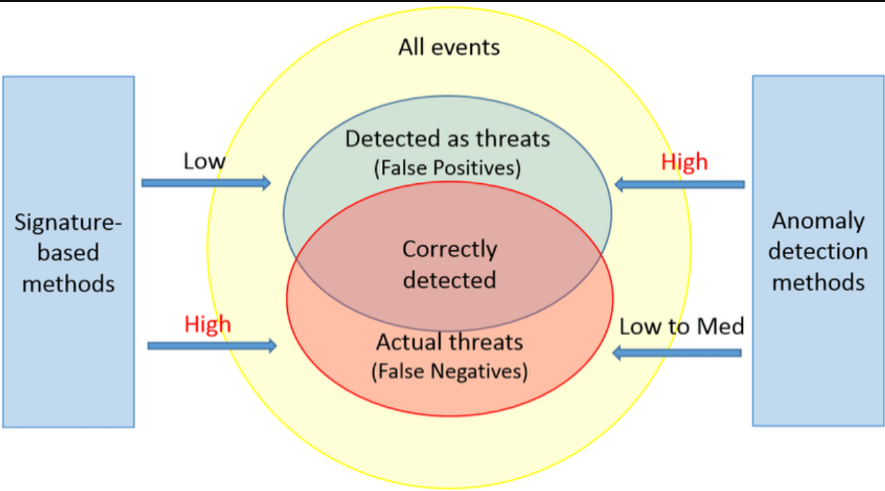 All events
Detected as threats
(False Positives)
Low
High
Signature-
based
methods
Correctly
detected
Anomaly
detection
methods
High
Low to Med
Actual threats
(False Negatives)